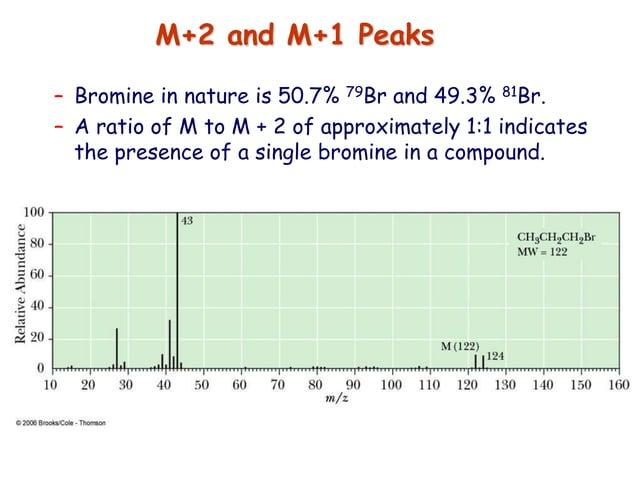 M+2 and M+1 Peaks
– Bromine in nature is 50.7% ⁷⁹Br and 49.3% ⁸¹Br.
– A ratio of M to M + 2 of approximately 1:1 indicates
the presence of a single bromine in a compound.
100
43
CH₃CH₂CH₂Br
MW = 122
80
60
40
20
0
Relative Abundance
M (122)
124
10 20 30 40 50 60 70 80 90 100 110 120 130 140 150 160
m/z
© 2006 Brooks/Cole - Thomson